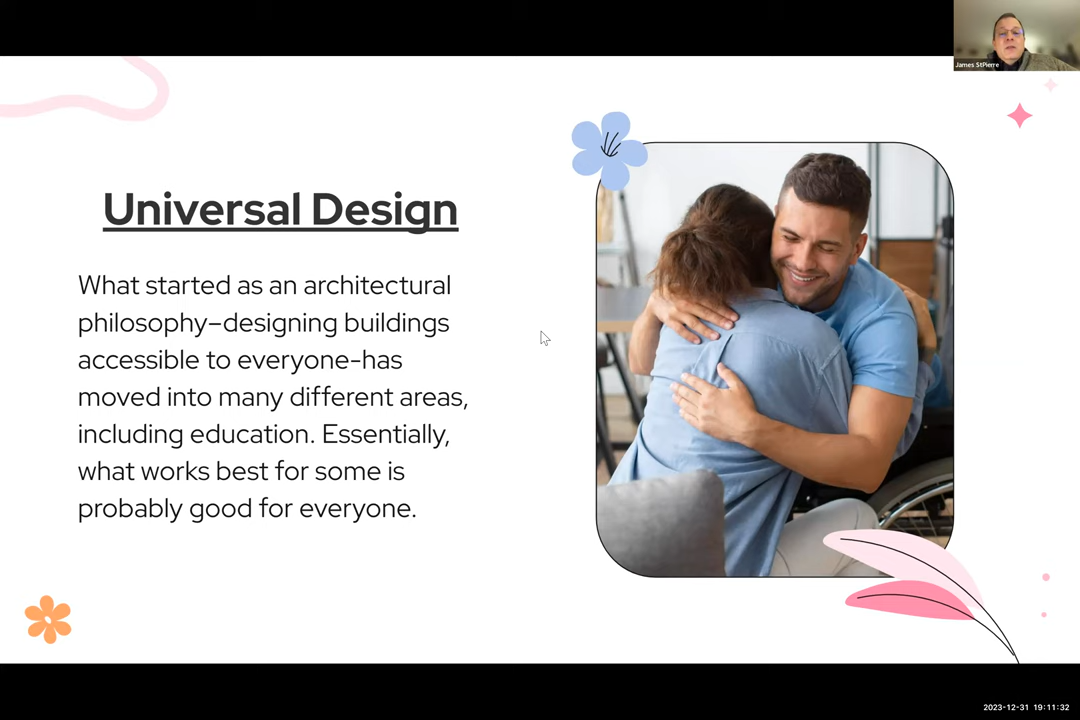 James StPierre
Universal Design
What started as an architectural
philosophy–designing buildings
accessible to everyone-has
moved into many different areas,
including education. Essentially,
what works best for some is
probably good for everyone.
2023-12-31 19:11:32